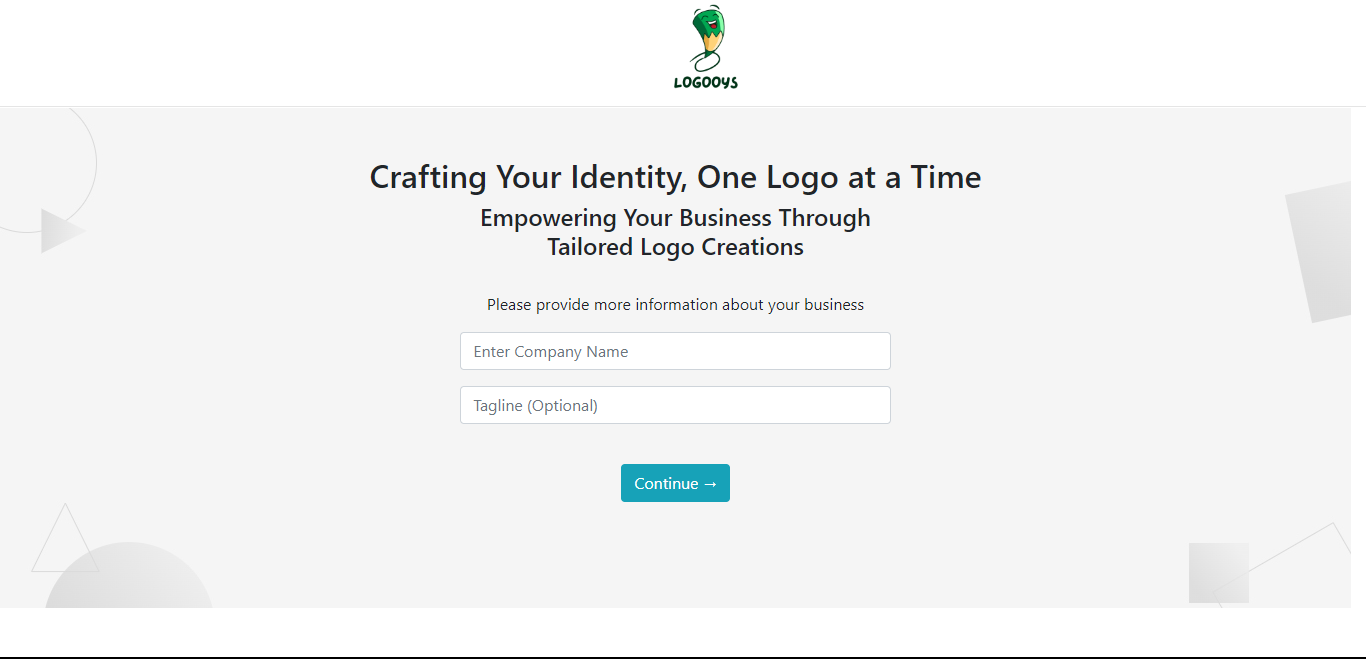 LOGOOYS
Crafting Your Identity, One Logo at a Time
Empowering Your Business Through
Tailored Logo Creations
Please provide more information about your business
Enter Company Name
Tagline (Optional)
Continue →